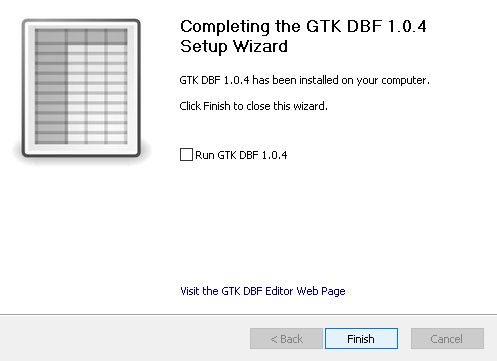 Completing the GTK DBF 1.0.4
Setup Wizard
GTK DBF 1.0.4 has been installed on your computer.
Click Finish to close this wizard.
Run GTK DBF 1.0.4
Visit the GTK DBF Editor Web Page
< Back
Finish
Cancel